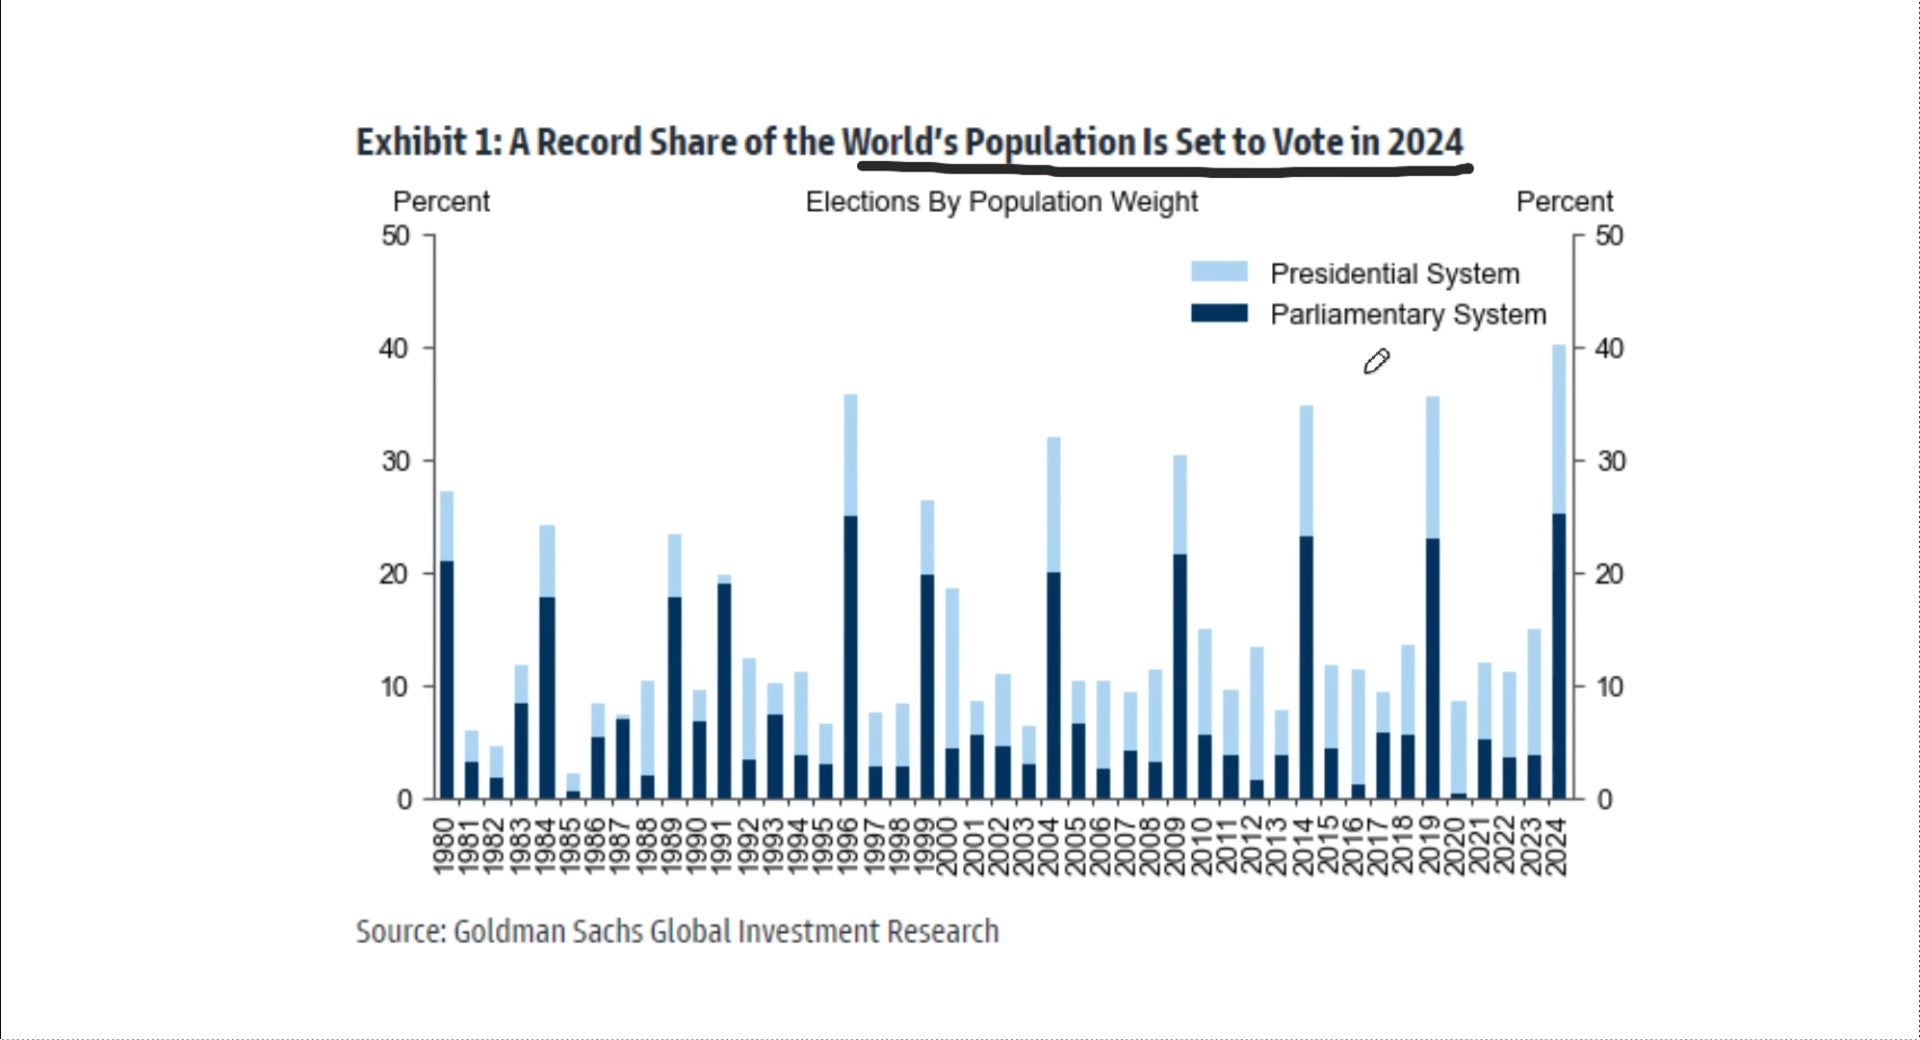 Exhibit 1: A Record Share of the World's Population Is Set to Vote in 2024
Percent Elections By Population Weight Percent
50 50
Presidential System
Parliamentary System
40 40
30 30
20 20
10 10
0 0
1980 1981 1982 1983 1984 1985 1986 1987 1988 1989 1990 1991 1992 1993 1994 1995 1996 1997 1998 1999 2000 2001 2002 2003 2004 2005 2006 2007 2008 2009 2010 2011 2012 2013 2014 2015 2016 2017 2018 2019 2020 2021 2022 2023 2024
Source: Goldman Sachs Global Investment Research